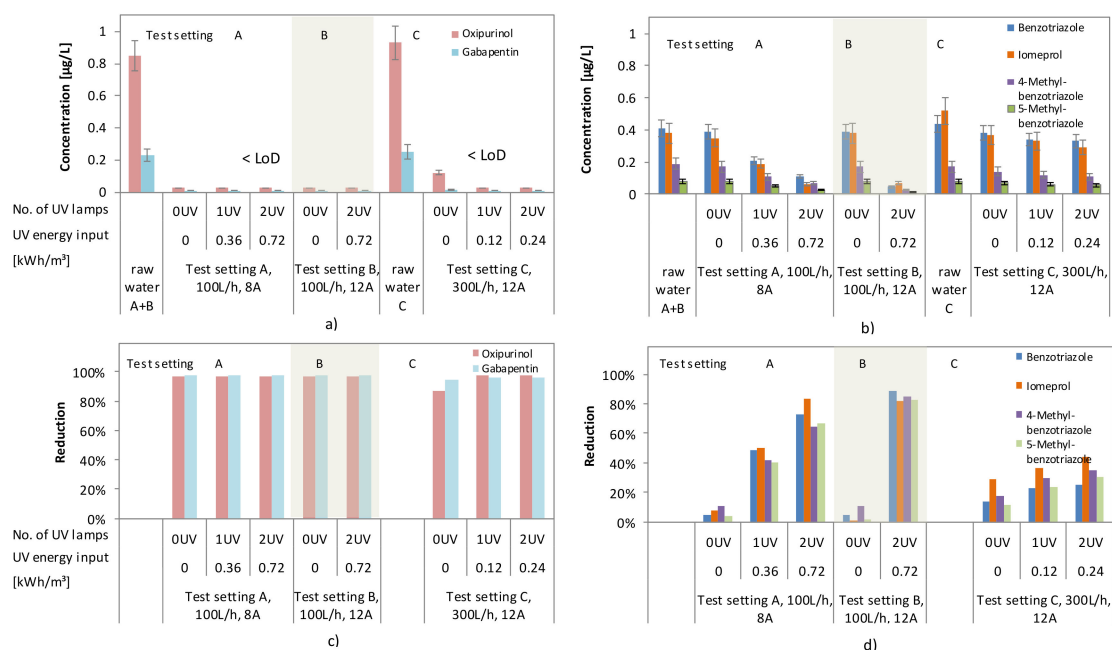 a)
Concentration [µg/L]
1
0.8
0.6
0.4
0.2
0
Test setting A B C
Oxipurinol
Gabapentin
< LoD < LoD
No. of UV lamps 0UV 1UV 2UV 0UV 2UV 0UV 1UV 2UV
UV energy input
[kWh/m³] 0 0.36 0.72 0 0.72 0 0.12 0.24
raw water A+B
Test setting A, 100L/h, 8A
Test setting B, 100L/h, 12A
raw water C
Test setting C, 300L/h, 12A
a)
b)
Concentration [µg/L]
1
0.8
0.6
0.4
0.2
0
Test setting A B C
Benzotriazole
Iomeprol
4-Methyl-
benzotriazole
5-Methyl-
benzotriazole
0UV 1UV 2UV 0UV 2UV 0UV 1UV 2UV
0 0.36 0.72 0 0.72 0 0.12 0.24
raw water A+B
Test setting A, 100L/h, 8A
Test setting B, 100L/h, 12A
raw water C
Test setting C, 300L/h, 12A
b)
c)
Reduction
100%
80%
60%
40%
20%
0%
Test setting A B C
Oxipurinol
Gabapentin
No. of UV lamps 0UV 1UV 2UV 0UV 2UV 0UV 1UV 2UV
UV energy input
[kWh/m³] 0 0.36 0.72 0 0.72 0 0.12 0.24
Test setting A, 100L/h, 8A
Test setting B, 100L/h, 12A
Test setting C, 300L/h, 12A
c)
d)
Reduction
100%
80%
60%
40%
20%
0%
Test setting A B C
Benzotriazole
Iomeprol
4-Methyl-
benzotriazole
5-Methyl-
benzotriazole
0UV 1UV 2UV 0UV 2UV 0UV 1UV 2UV
0 0.36 0.72 0 0.72 0 0.12 0.24
Test setting A, 100L/h, 8A
Test setting B, 100L/h, 12A
Test setting C, 300L/h, 12A
d)